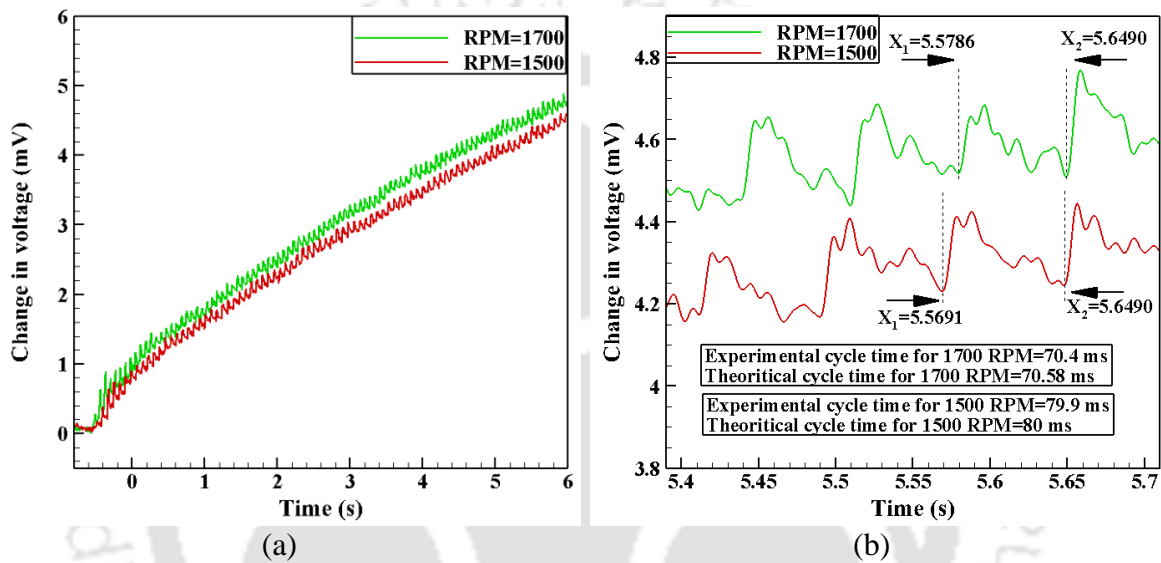 RPM=1700
RPM=1500
Change in voltage (mV)
6
5
4
3
2
1
0
0 1 2 3 4 5 6
Time (s)
(a)
RPM=1700
RPM=1500
X1=5.5786
X2=5.6490
Change in voltage (mV)
4.8
4.6
4.4
4.2
4
3.8
X1=5.5691
X2=5.6490
Experimental cycle time for 1700 RPM=70.4 ms
Theoritical cycle time for 1700 RPM=70.58 ms
Experimental cycle time for 1500 RPM=79.9 ms
Theoritical cycle time for 1500 RPM=80 ms
5.4 5.45 5.5 5.55 5.6 5.65 5.7
Time (s)
(b)